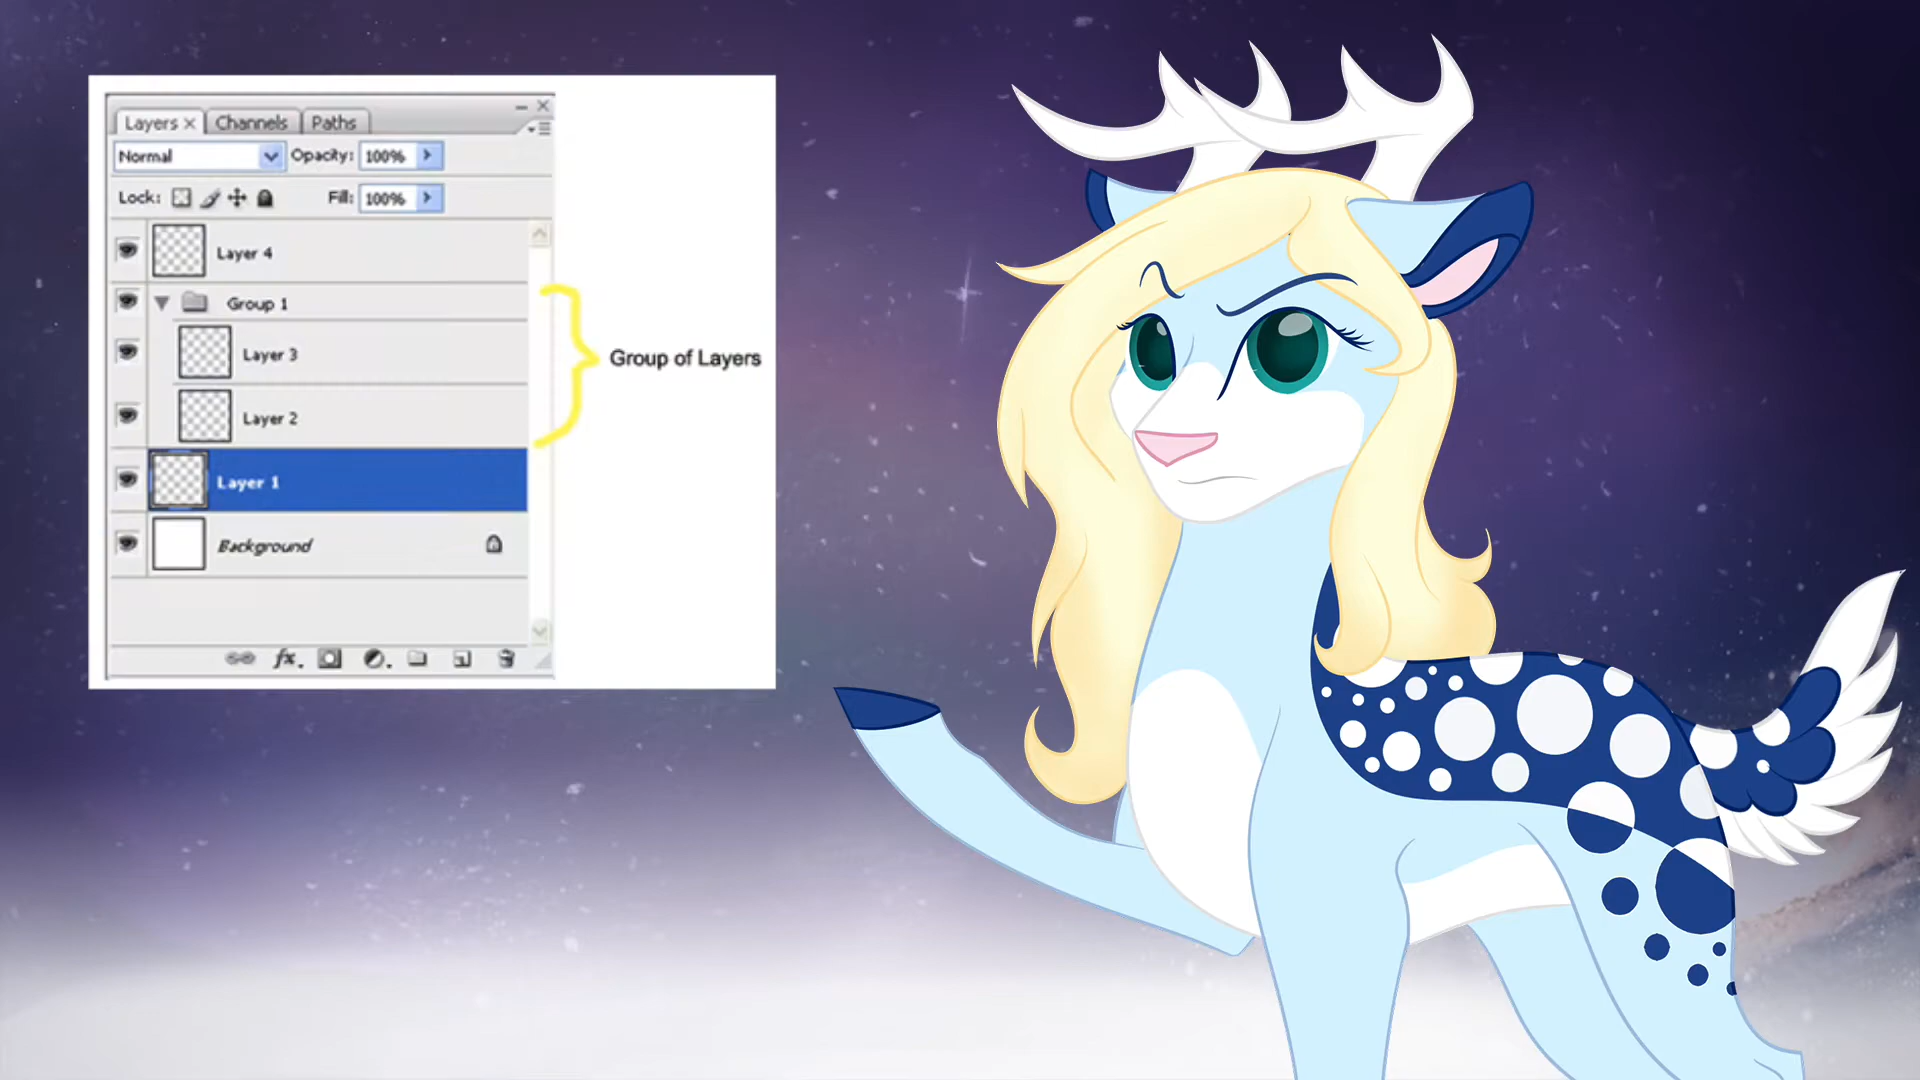 Layers Channels Paths
Normal Opacity: 100%
Lock: Fill: 100%
Layer 4
Group 1
Layer 3
Group of Layers
Layer 2
Layer 1
Background
fx.